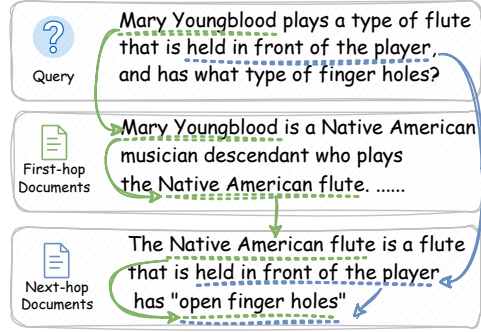 Mary Youngblood plays a type of flute
that is held in front of the player,
and has what type of finger holes?
?
Query
Mary Youngblood is a Native American
musician descendant who plays
the Native American flute. ......
First-hop
Documents
The Native American flute is a flute
that is held in front of the player
has "open finger holes"
Next-hop
Documents